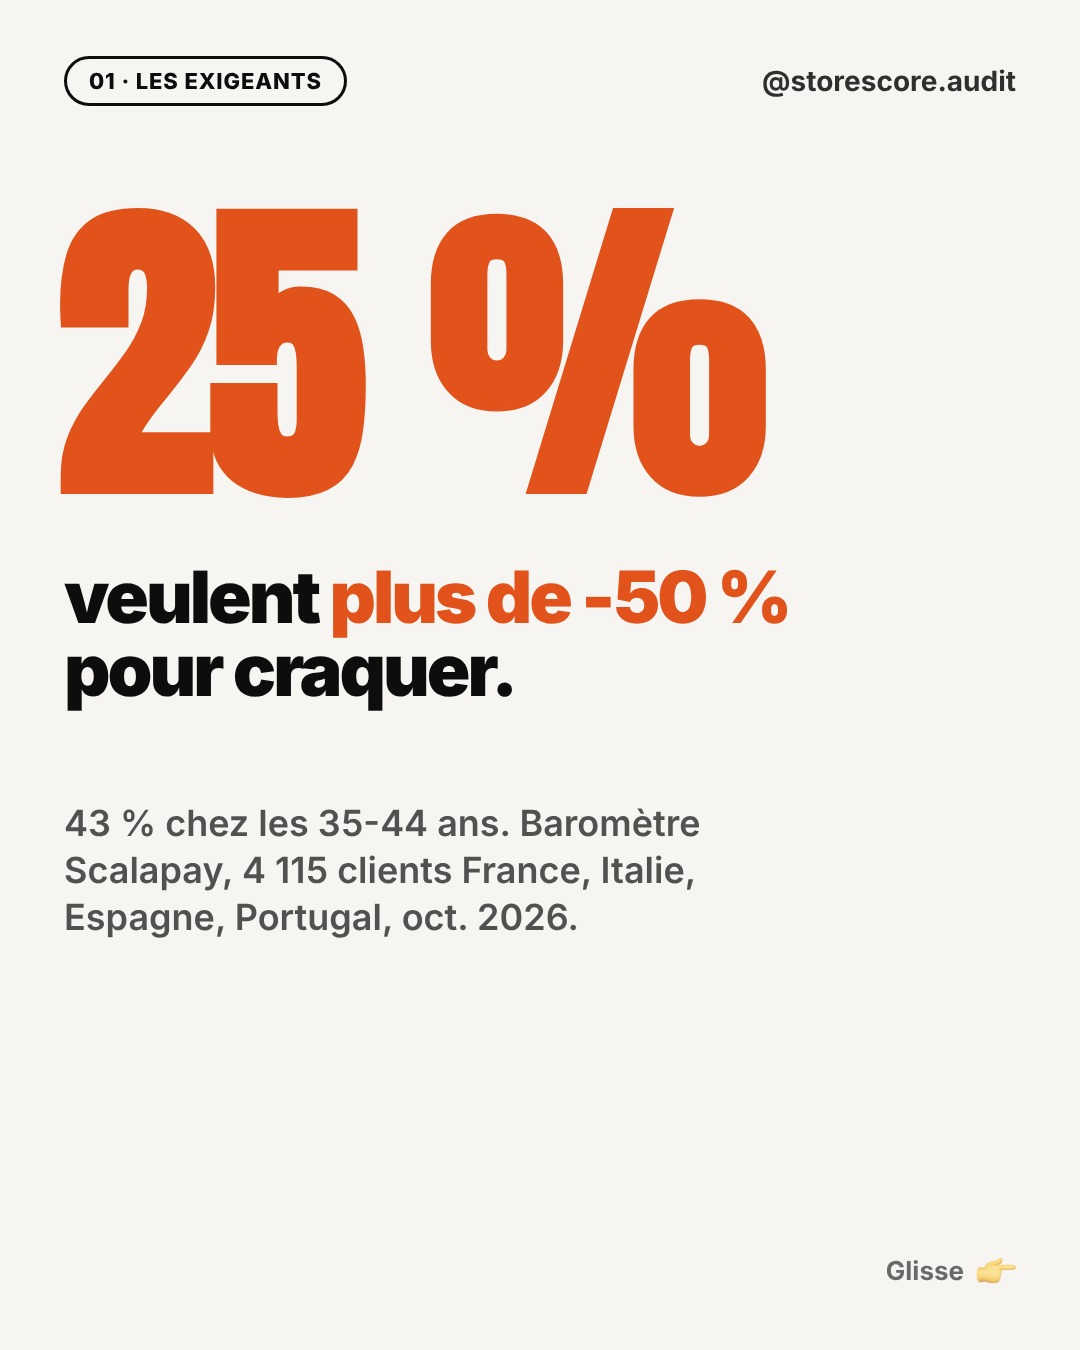 01 · LES EXIGEANTS
@storescore.audit
25 %
veulent plus de -50 %
pour craquer.
43 % chez les 35-44 ans. Baromètre
Scalapay, 4 115 clients France, Italie,
Espagne, Portugal, oct. 2026.
Glisse 👉